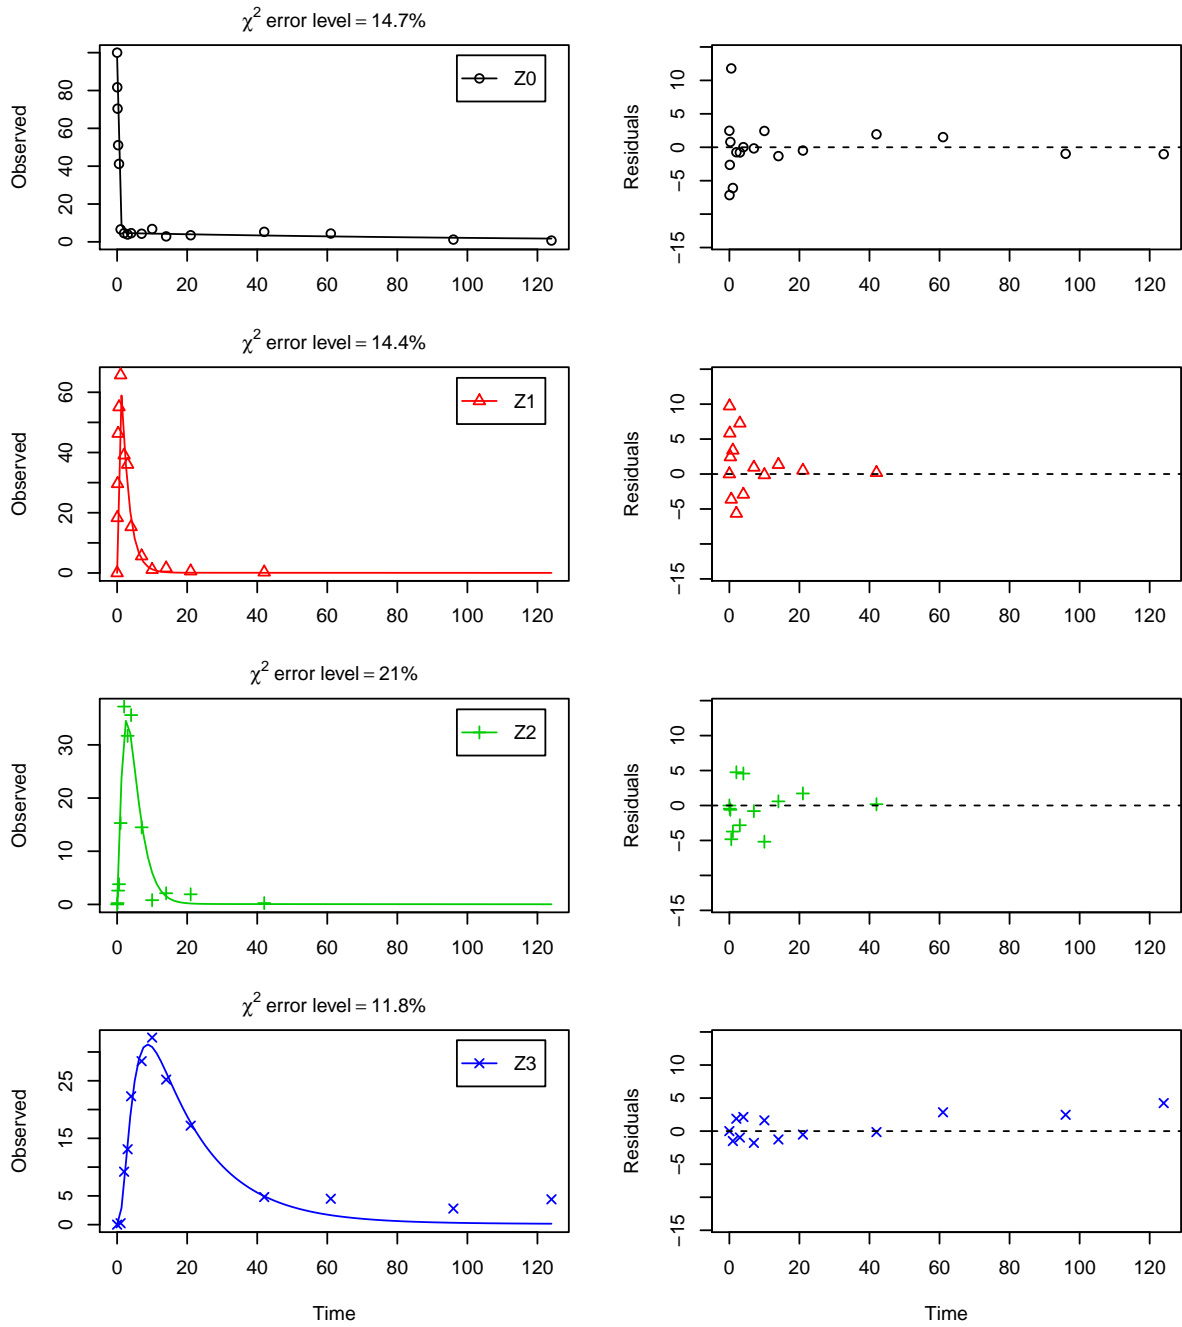 χ2 error level = 14.7%
Observed
0 20 40 60 80
Z0
0 20 40 60 80 100 120
Residuals
−15 −5 0 5 10
0 20 40 60 80 100 120
χ2 error level = 14.4%
Observed
0 20 40 60
Z1
0 20 40 60 80 100 120
Residuals
−15 −5 0 5 10
0 20 40 60 80 100 120
χ2 error level = 21%
Observed
0 10 20 30
Z2
0 20 40 60 80 100 120
Residuals
−15 −5 0 5 10
0 20 40 60 80 100 120
χ2 error level = 11.8%
Observed
0 5 15 25
Z3
0 20 40 60 80 100 120
Time
Residuals
−15 −5 0 5 10
0 20 40 60 80 100 120
Time